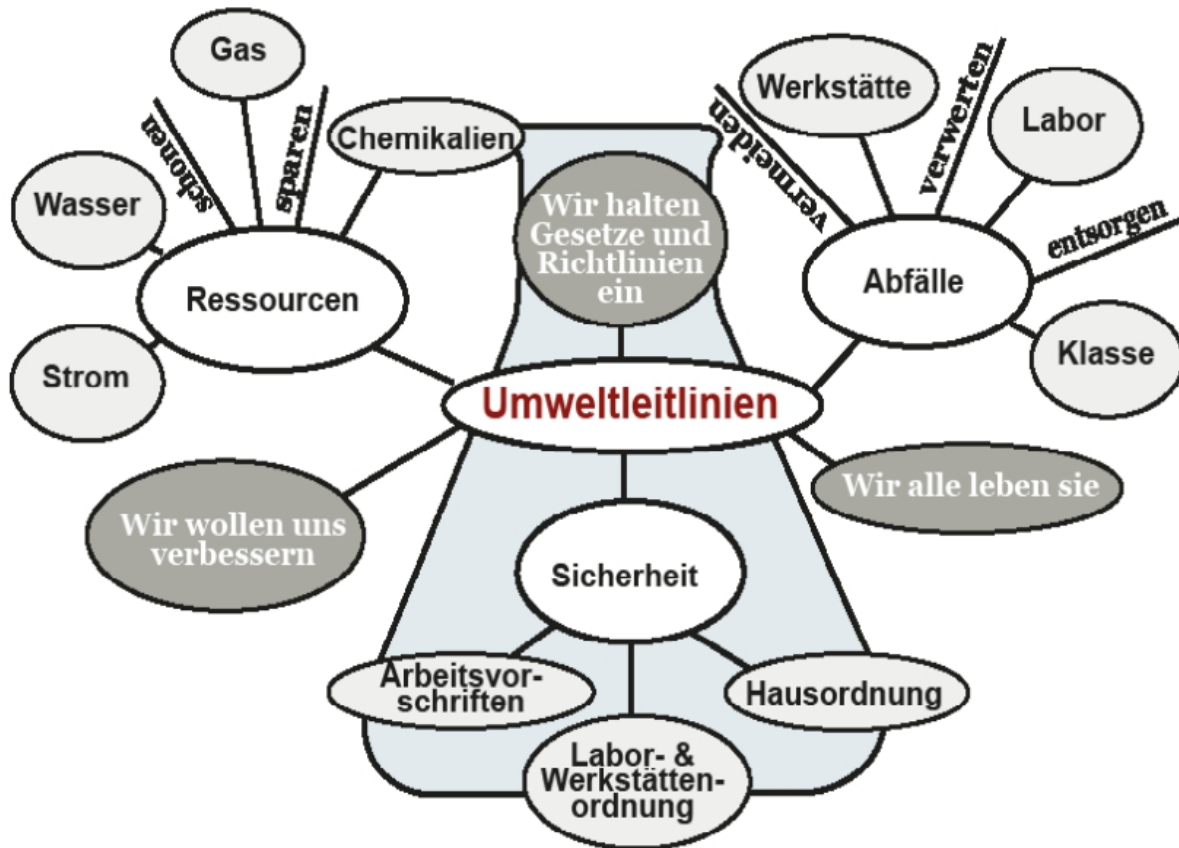 Gas
schonen
sparen
Chemikalien
Wasser
Ressourcen
Strom
Wir halten
Gesetze und
Richtlinien
ein
Werkstätte
vermeiden
verwerten
Labor
entsorgen
Abfälle
Klasse
Umweltleitlinien
Wir wollen uns
verbessern
Wir alle leben sie
Sicherheit
Arbeitsvor-
schriften
Labor- &
Werkstätten-
ordnung
Hausordnung